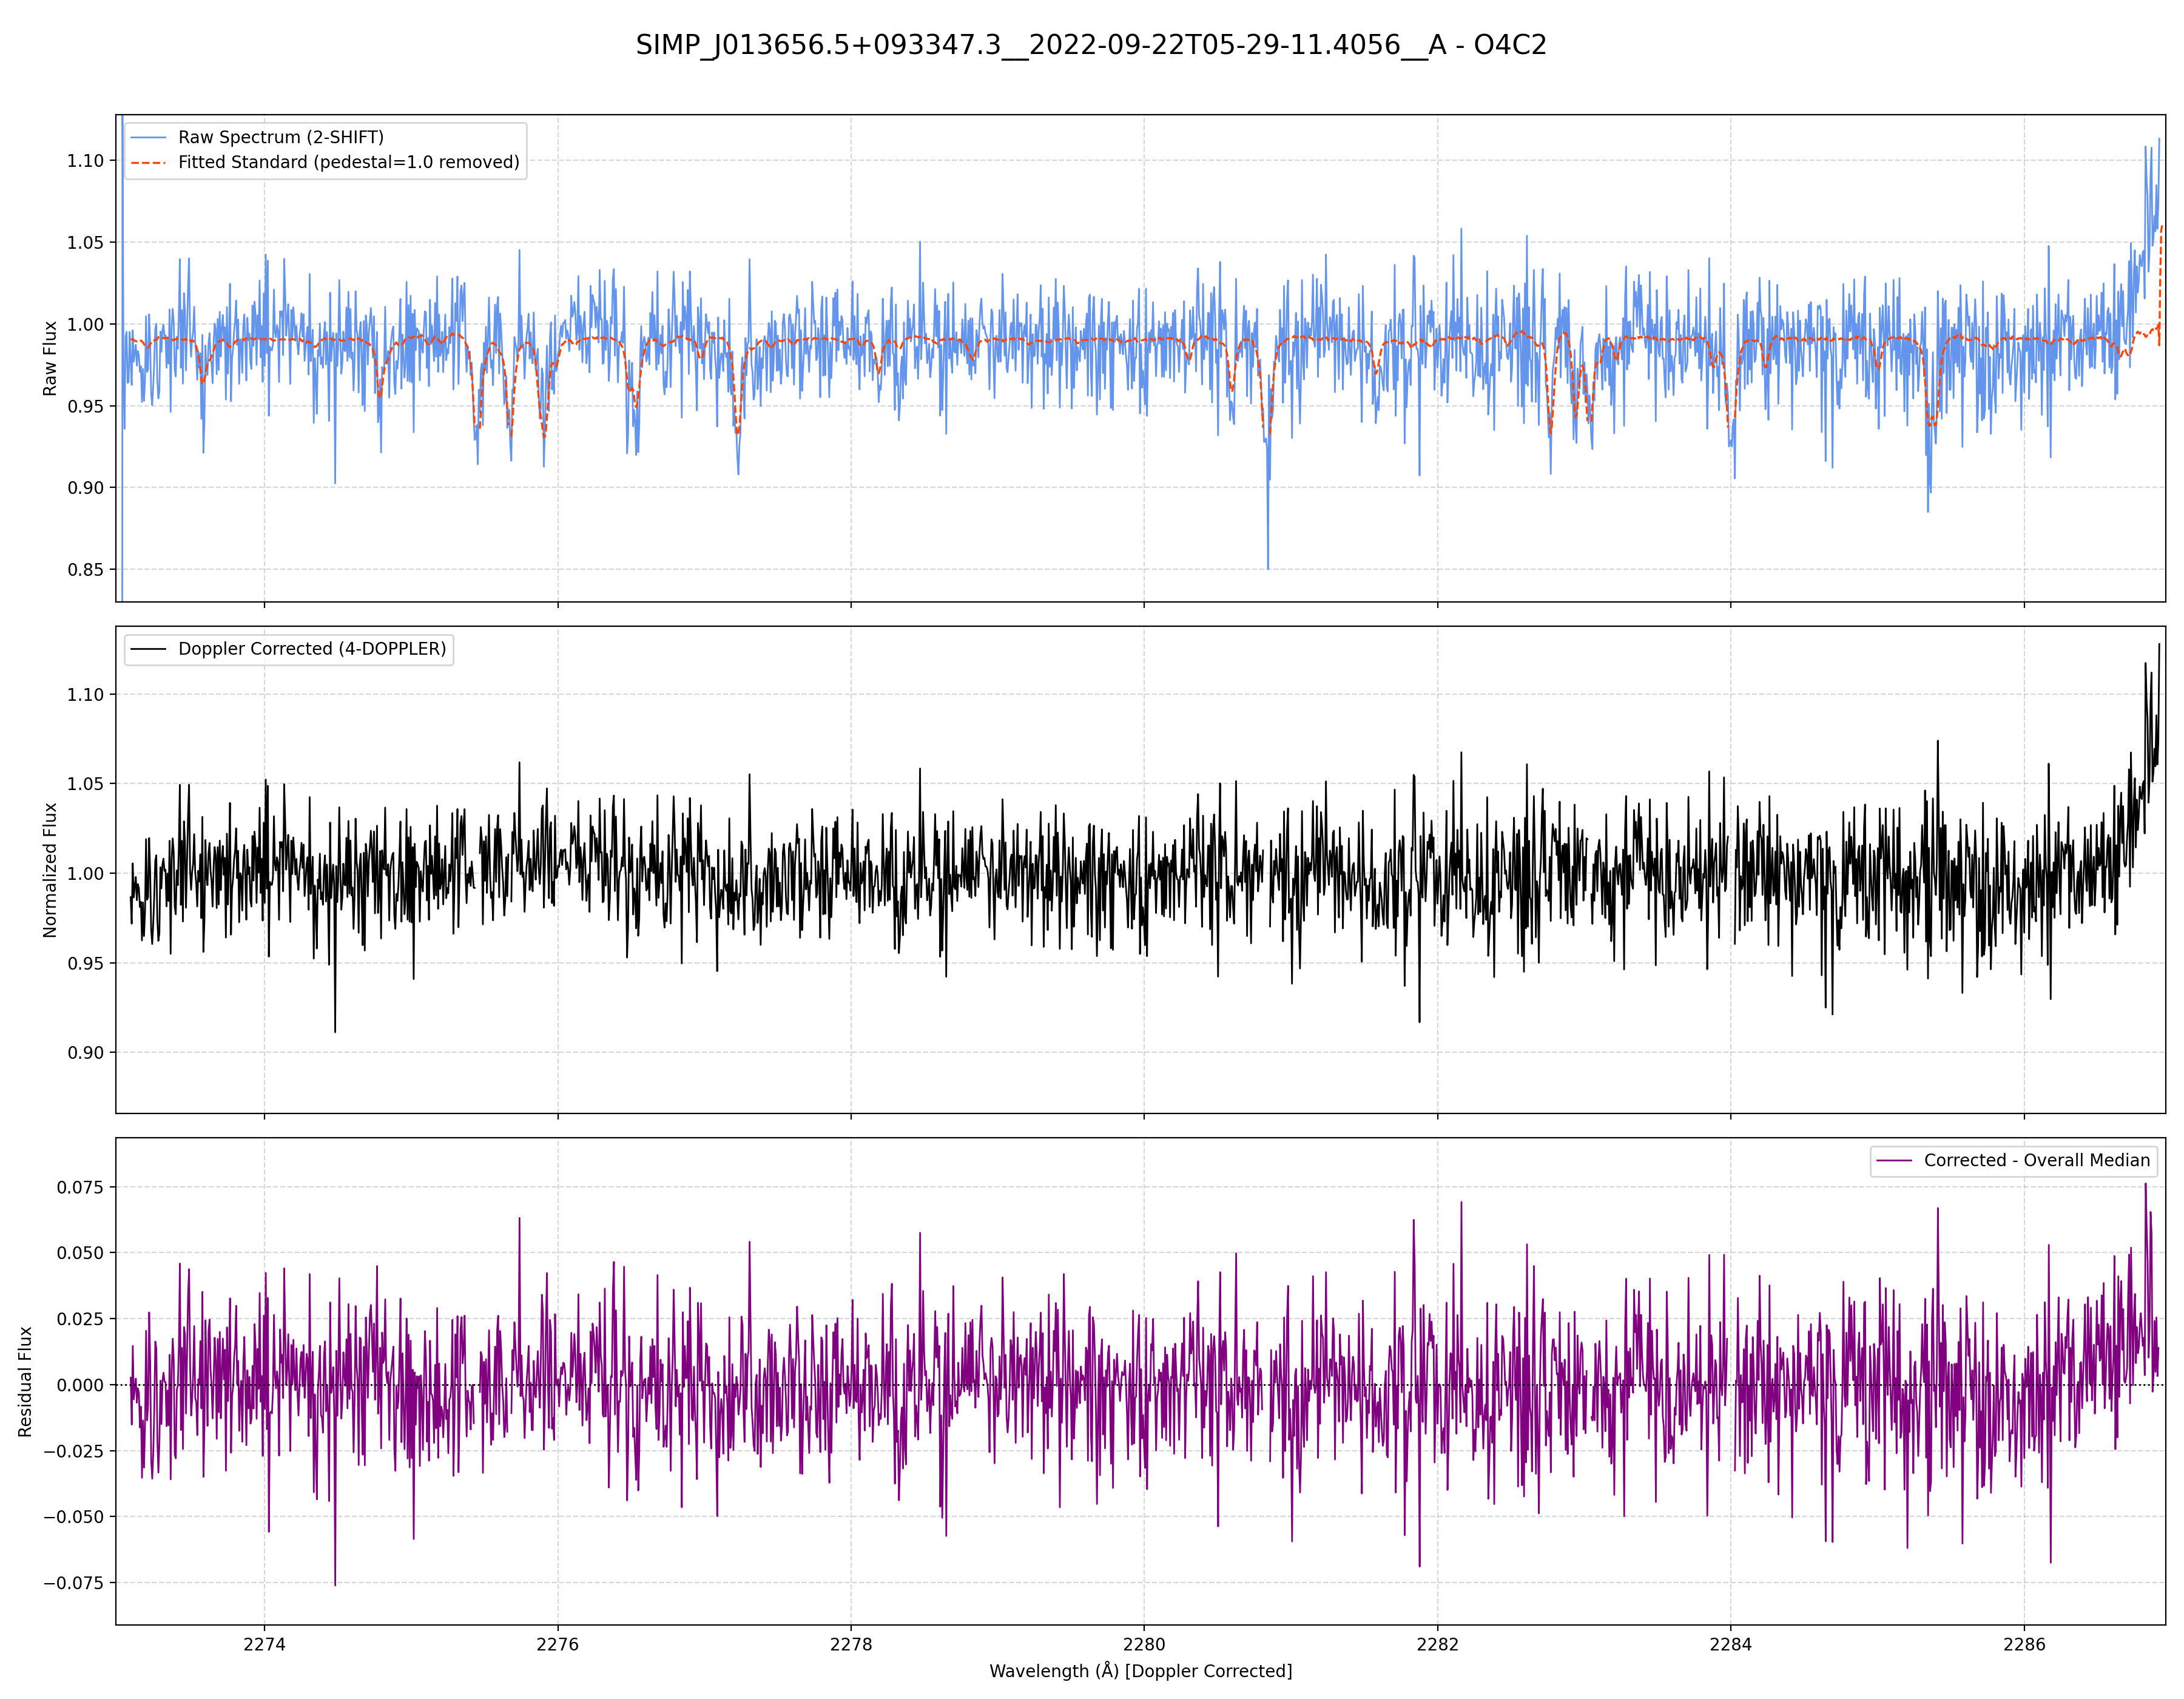 SIMP_J013656.5+093347.3__2022-09-22T05-29-11.4056__A - O4C2
Raw Spectrum (2-SHIFT)
Fitted Standard (pedestal=1.0 removed)
1.10
1.05
1.00
0.95
0.90
0.85
Raw Flux
Doppler Corrected (4-DOPPLER)
1.10
1.05
1.00
0.95
0.90
Normalized Flux
Corrected - Overall Median
0.075
0.050
0.025
0.000
−0.025
−0.050
−0.075
Residual Flux
2274 2276 2278 2280 2282 2284 2286
Wavelength (Å) [Doppler Corrected]